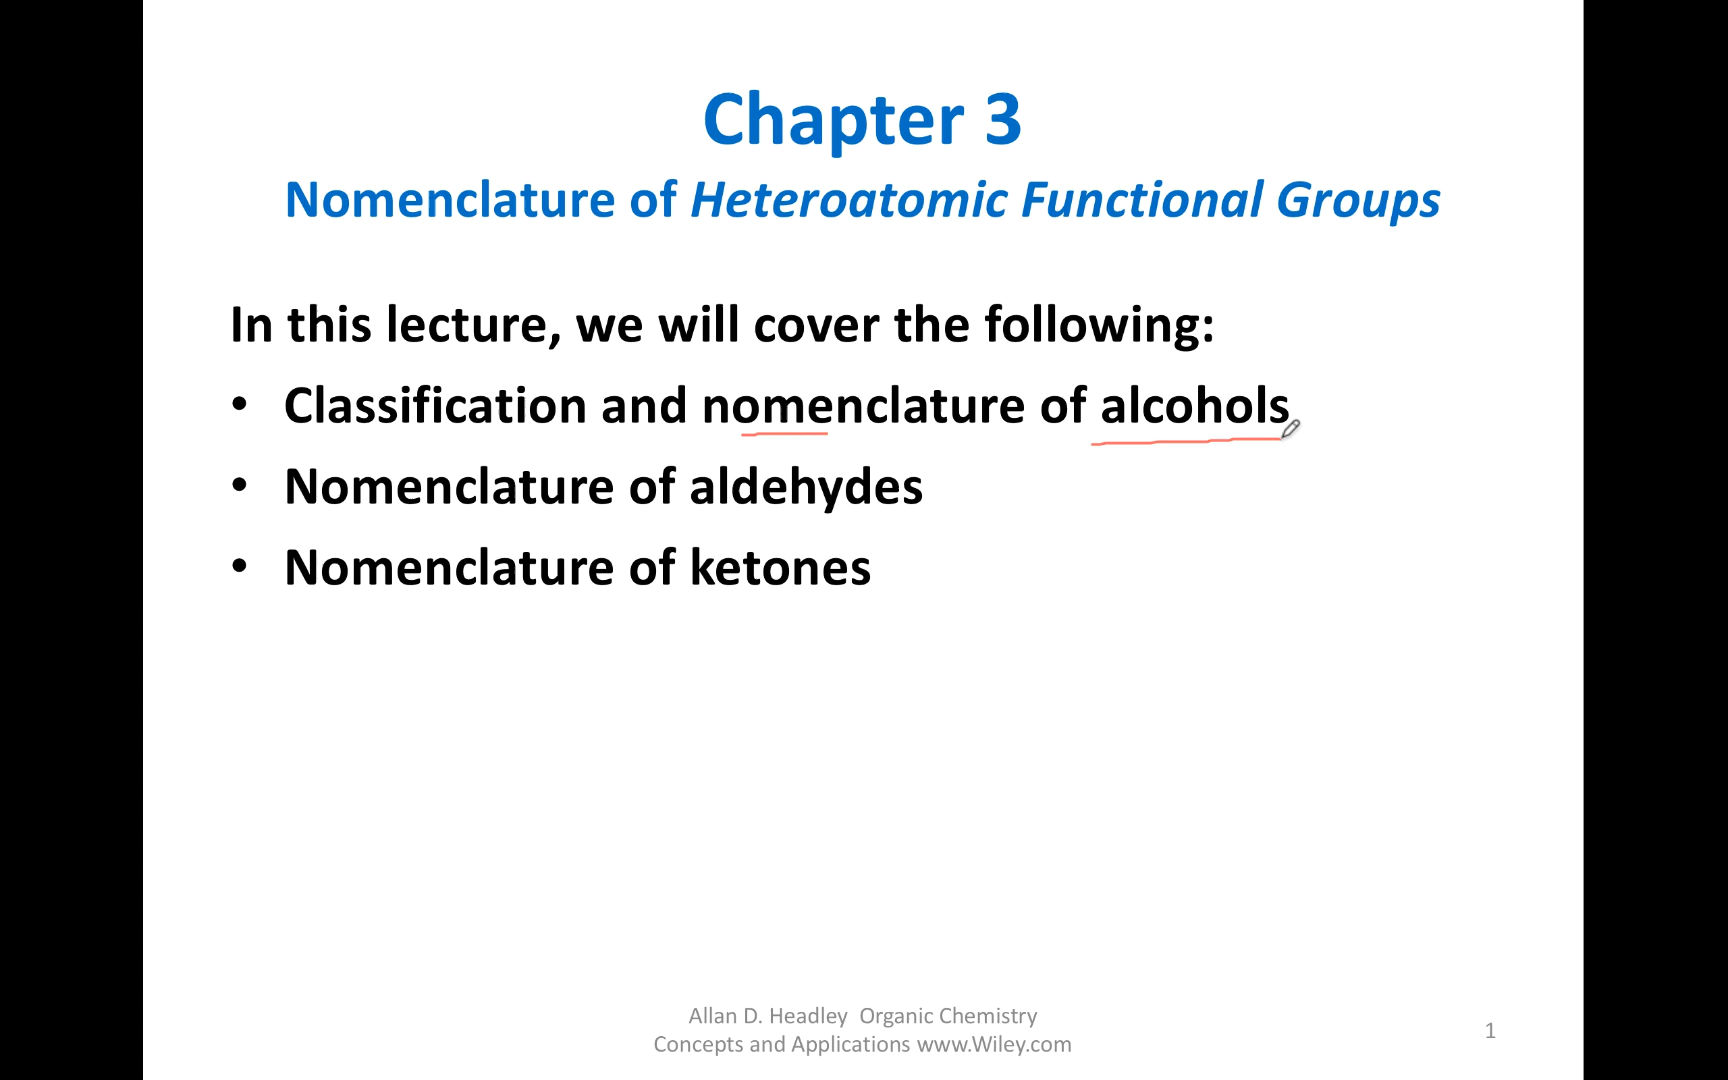 Chapter 3
Nomenclature of Heteroatomic Functional Groups
In this lecture, we will cover the following:
• Classification and nomenclature of alcohols
• Nomenclature of aldehydes
• Nomenclature of ketones
Allan D. Headley Organic Chemistry
Concepts and Applications www.Wiley.com
1